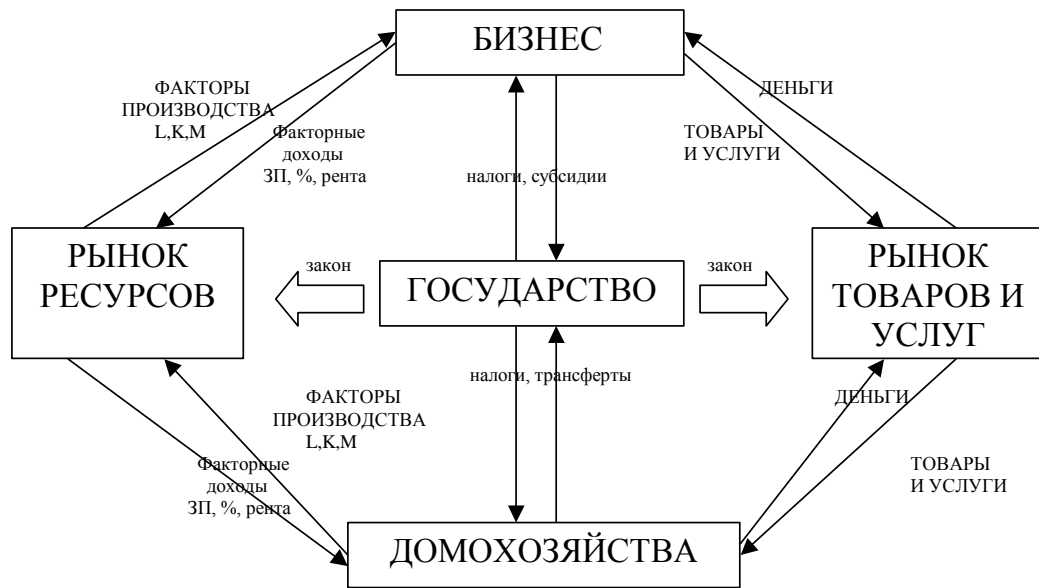 БИЗНЕС
ФАКТОРЫ
ПРОИЗВОДСТВА
L,K,M
Факторные
доходы
ЗП, %, рента
налоги, субсидии
ДЕНЬГИ
ТОВАРЫ
И УСЛУГИ
РЫНОК
РЕСУРСОВ
закон
ГОСУДАРСТВО
закон
РЫНОК
ТОВАРОВ И
УСЛУГ
налоги, трансферты
ФАКТОРЫ
ПРОИЗВОДСТВА
L,K,M
Факторные
доходы
ЗП, %, рента
ДЕНЬГИ
ТОВАРЫ
И УСЛУГИ
ДОМОХОЗЯЙСТВА